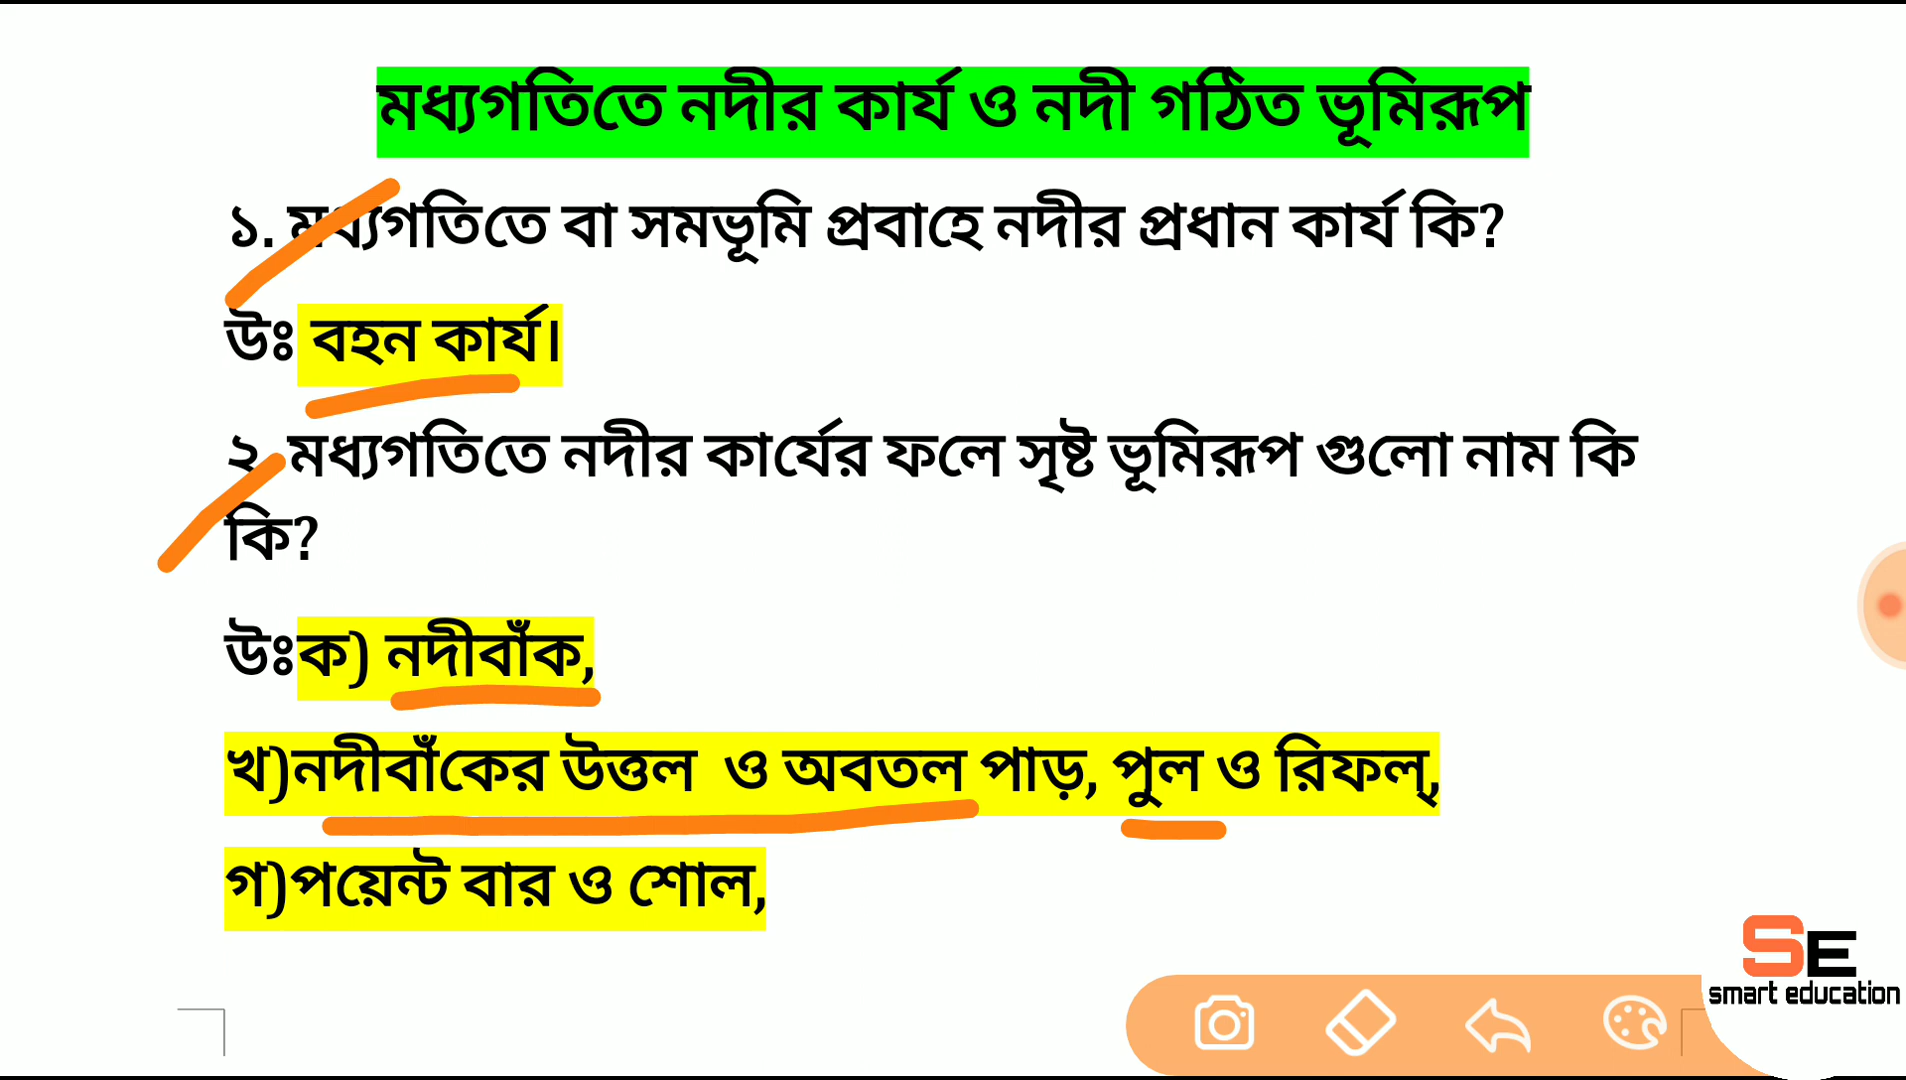 মধ্যগতিতে নদীর কার্য ও নদী গঠিত ভূমিরূপ
১. মধ্যগতিতে বা সমভূমি প্রবাহে নদীর প্রধান কার্য কি?
উঃ বহন কার্য।
২. মধ্যগতিতে নদীর কার্যের ফলে সৃষ্ট ভূমিরূপ গুলো নাম কি
কি?
উঃক) নদীবাঁক,
খ)নদীবাঁকের উত্তল ও অবতল পাড়, পুল ও রিফল্,
গ)পয়েন্ট বার ও শোল,
SE
smart education